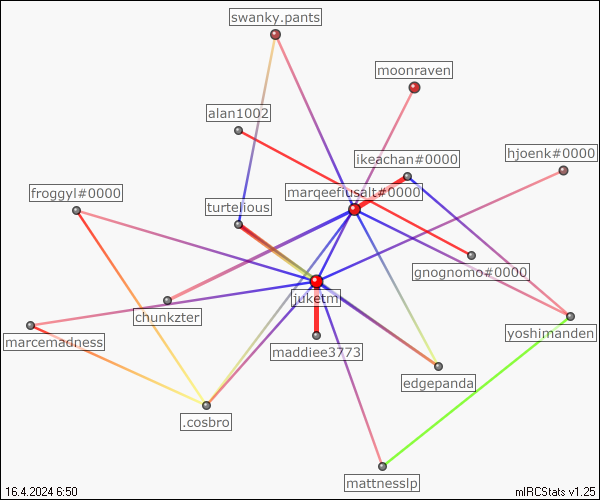 swanky.pants
moonraven
alan1002
ikeachan#0000
hjoenk#0000
froggyl#0000
marqeefiusalt#0000
turtelious
gnognomo#0000
juketm
chunkzter
yoshimanden
marcemadness
maddiee3773
edgepanda
.cosbro
mattnesslp
16.4.2024 6:50
mIRCStats v1.25